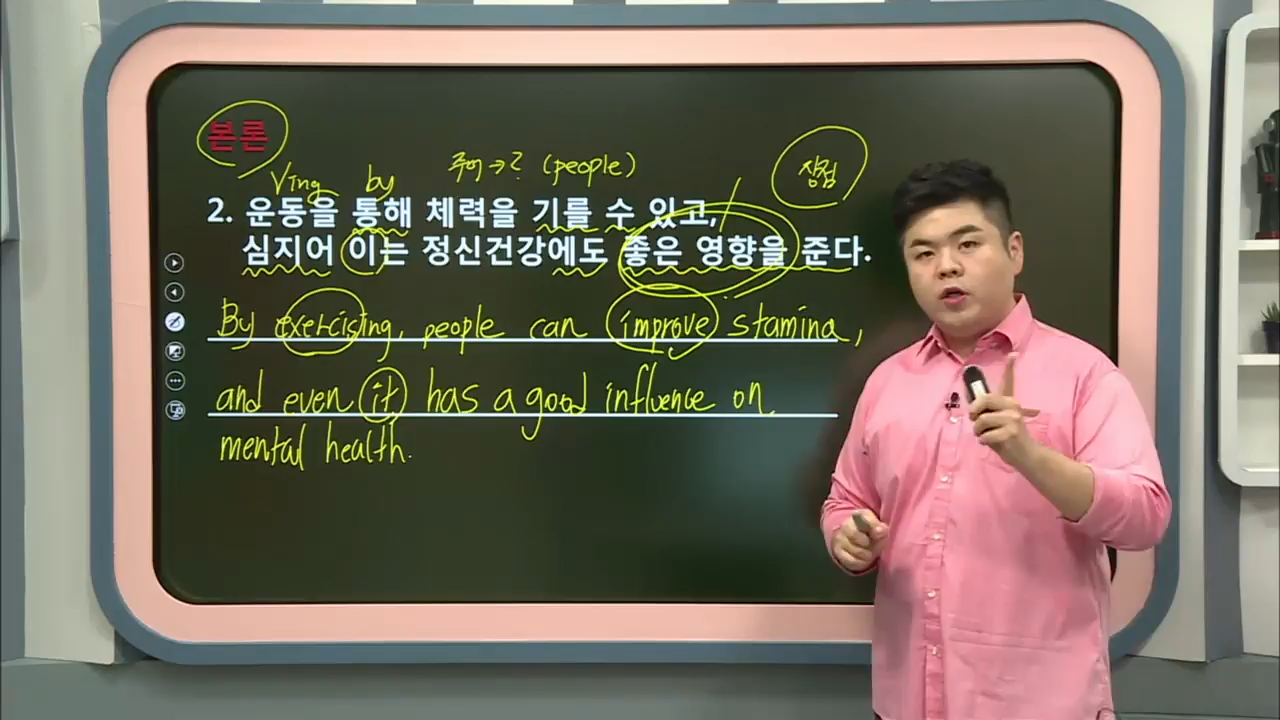 본론
Ving by 주어→? (people) 장점
2. 운동을 통해 체력을 기를 수 있고,
심지어 이는 정신건강에도 좋은 영향을 준다.
By exercising, people can improve stamina,
and even it has a good influence on
mental health.